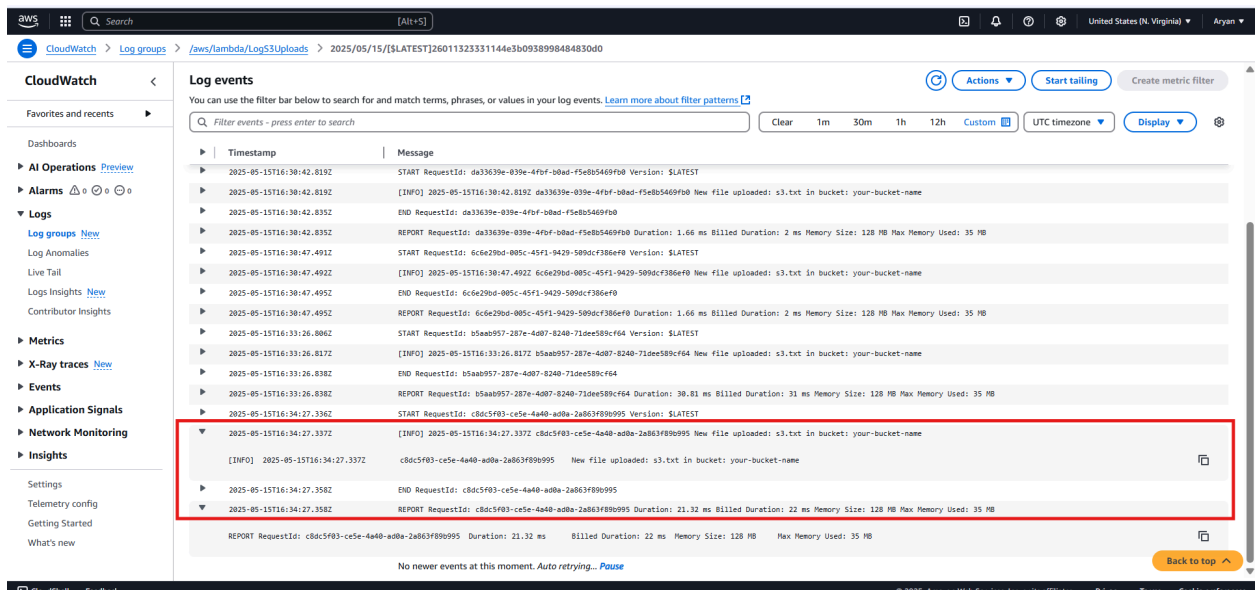 aws Search [Alt+S] United States (N. Virginia) ▼ Aryan ▼
CloudWatch > Log groups > /aws/lambda/LogS3Uploads > 2025/05/15/[$LATEST]26011323331144e3b0938998484830d0
CloudWatch
Favorites and recents
Dashboards
AI Operations Preview
Alarms 0 0 0
Logs
Log groups New
Log Anomalies
Live Tail
Logs Insights New
Contributor Insights
Metrics
X-Ray traces New
Events
Application Signals
Network Monitoring
Insights
Settings
Telemetry config
Getting Started
What's new
Log events
Actions ▼ Start tailing Create metric filter
You can use the filter bar below to search for and match terms, phrases, or values in your log events. Learn more about filter patterns
Filter events - press enter to search Clear 1m 30m 1h 12h Custom UTC timezone ▼ Display ▼
Timestamp Message
2025-05-15T16:30:42.819Z START RequestId: da33639e-039e-4fbf-b0ad-f5e8b5469fb0 Version: $LATEST
2025-05-15T16:30:42.819Z [INFO] 2025-05-15T16:30:42.819Z da33639e-039e-4fbf-b0ad-f5e8b5469fb0 New file uploaded: s3.txt in bucket: your-bucket-name
2025-05-15T16:30:42.835Z END RequestId: da33639e-039e-4fbf-b0ad-f5e8b5469fb0
2025-05-15T16:30:42.835Z REPORT RequestId: da33639e-039e-4fbf-b0ad-f5e8b5469fb0 Duration: 1.66 ms Billed Duration: 2 ms Memory Size: 128 MB Max Memory Used: 35 MB
2025-05-15T16:30:47.491Z START RequestId: 6c6e29bd-005c-45f1-9429-509dcf386ef0 Version: $LATEST
2025-05-15T16:30:47.492Z [INFO] 2025-05-15T16:30:47.492Z 6c6e29bd-005c-45f1-9429-509dcf386ef0 New file uploaded: s3.txt in bucket: your-bucket-name
2025-05-15T16:30:47.495Z END RequestId: 6c6e29bd-005c-45f1-9429-509dcf386ef0
2025-05-15T16:30:47.495Z REPORT RequestId: 6c6e29bd-005c-45f1-9429-509dcf386ef0 Duration: 1.66 ms Billed Duration: 2 ms Memory Size: 128 MB Max Memory Used: 35 MB
2025-05-15T16:33:26.806Z START RequestId: b5aab957-287e-4d07-8240-71dee589cf64 Version: $LATEST
2025-05-15T16:33:26.817Z [INFO] 2025-05-15T16:33:26.817Z b5aab957-287e-4d07-8240-71dee589cf64 New file uploaded: s3.txt in bucket: your-bucket-name
2025-05-15T16:33:26.838Z END RequestId: b5aab957-287e-4d07-8240-71dee589cf64
2025-05-15T16:33:26.838Z REPORT RequestId: b5aab957-287e-4d07-8240-71dee589cf64 Duration: 30.81 ms Billed Duration: 31 ms Memory Size: 128 MB Max Memory Used: 35 MB
2025-05-15T16:34:27.336Z START RequestId: c8dc5f03-ce5e-4a40-ad0a-2a863f89b995 Version: $LATEST
2025-05-15T16:34:27.337Z [INFO] 2025-05-15T16:34:27.337Z c8dc5f03-ce5e-4a40-ad0a-2a863f89b995 New file uploaded: s3.txt in bucket: your-bucket-name
[INFO] 2025-05-15T16:34:27.337Z c8dc5f03-ce5e-4a40-ad0a-2a863f89b995 New file uploaded: s3.txt in bucket: your-bucket-name
2025-05-15T16:34:27.358Z END RequestId: c8dc5f03-ce5e-4a40-ad0a-2a863f89b995
2025-05-15T16:34:27.358Z REPORT RequestId: c8dc5f03-ce5e-4a40-ad0a-2a863f89b995 Duration: 21.32 ms Billed Duration: 22 ms Memory Size: 128 MB Max Memory Used: 35 MB
REPORT RequestId: c8dc5f03-ce5e-4a40-ad0a-2a863f89b995 Duration: 21.32 ms Billed Duration: 22 ms Memory Size: 128 MB Max Memory Used: 35 MB
No newer events at this moment. Auto retrying... Pause
Back to top